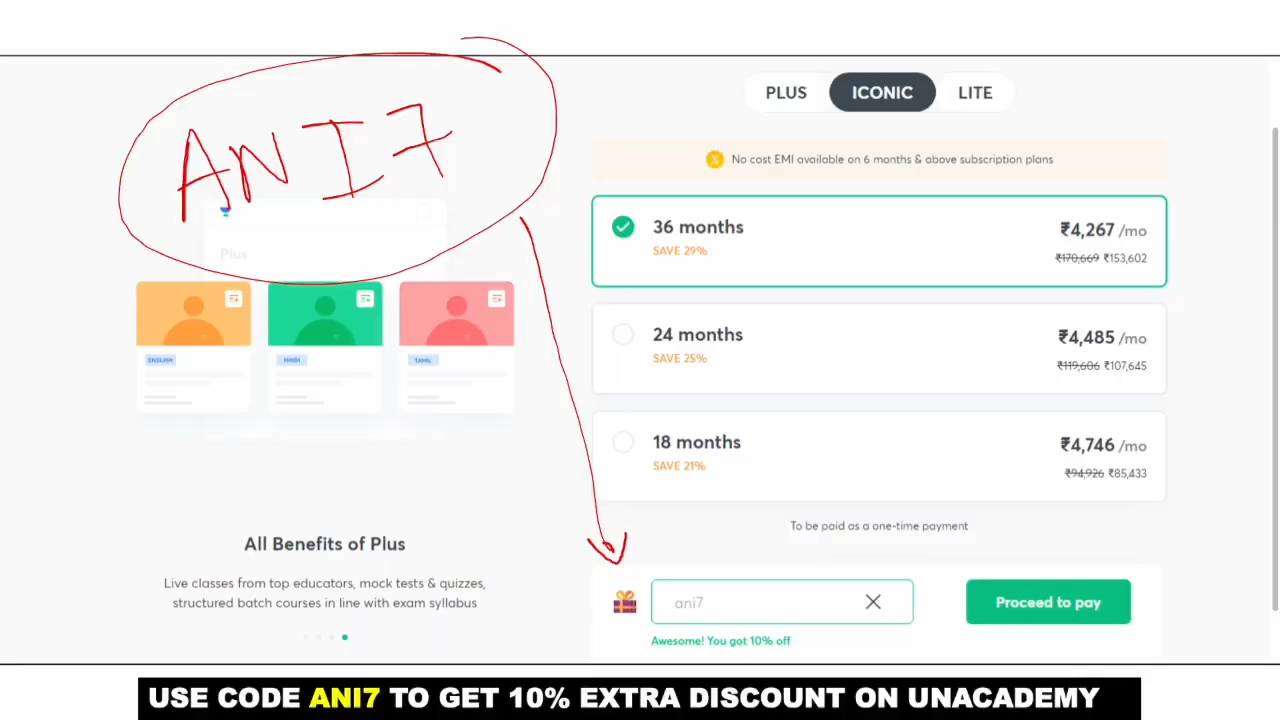 ANI7
PLUS ICONIC LITE
No cost EMI available on 6 months & above subscription plans
36 months
SAVE 29%
₹4,267 /mo
₹170,669 ₹153,602
24 months
SAVE 25%
₹4,485 /mo
₹119,606 ₹107,645
18 months
SAVE 21%
₹4,746 /mo
₹94,926 ₹85,433
To be paid as a one-time payment
Plus
ENGLISH
HINDI
TAMIL
All Benefits of Plus
Live classes from top educators, mock tests & quizzes,
structured batch courses in line with exam syllabus
ani7
Proceed to pay
Awesome! You got 10% off
USE CODE ANI7 TO GET 10% EXTRA DISCOUNT ON UNACADEMY